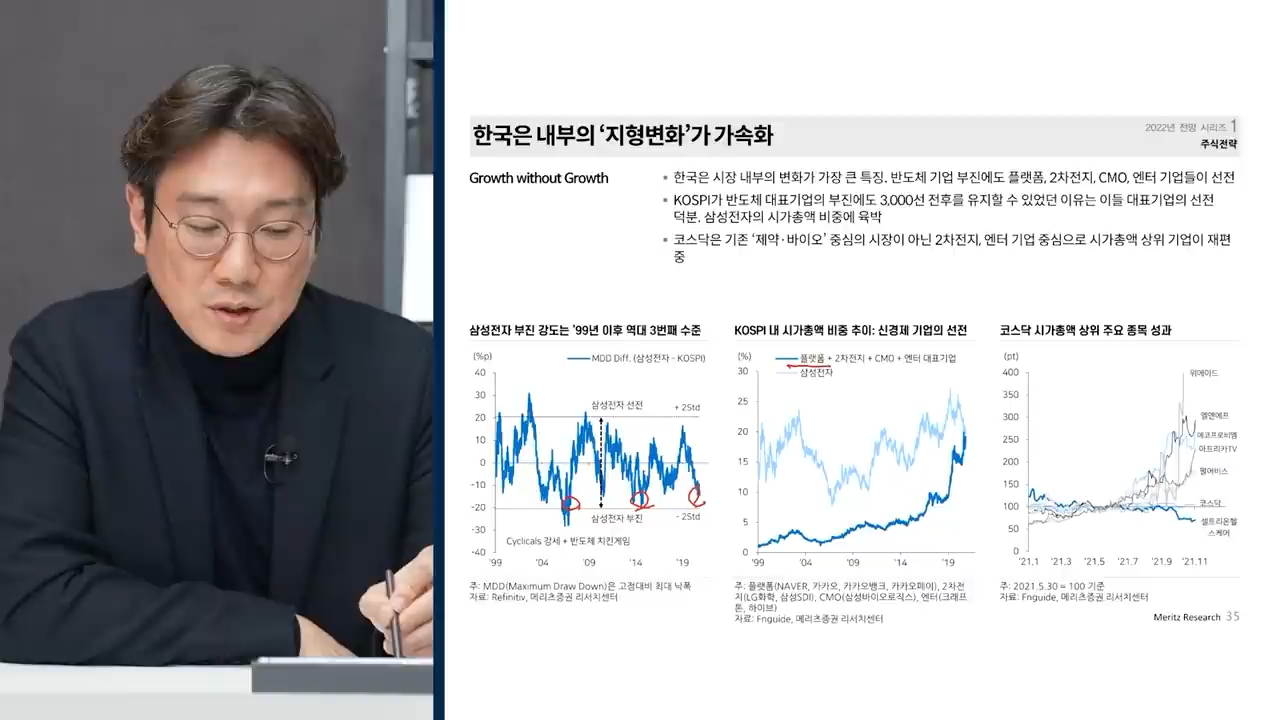 한국은 내부의 ‘지형변화’가 가속화
2022년 전망 시리즈 1
주식전략
Growth without Growth
▪ 한국은 시장 내부의 변화가 가장 큰 특징. 반도체 기업 부진에도 플랫폼, 2차전지, CMO, 엔터 기업들이 선전
▪ KOSPI가 반도체 대표기업의 부진에도 3,000선 전후를 유지할 수 있었던 이유는 이들 대표기업의 선전
덕분. 삼성전자의 시가총액 비중에 육박
▪ 코스닥은 기존 ‘제약·바이오’ 중심의 시장이 아닌 2차전지, 엔터 기업 중심으로 시가총액 상위 기업이 재편
중
삼성전자 부진 강도는 ’99년 이후 역대 3번째 수준
(%p)
MDD Diff. (삼성전자 - KOSPI)
40
30
20
10
0
-10
-20
-30
-40
삼성전자 선전
+ 2Std
삼성전자 부진
- 2Std
Cyclicals 강세 + 반도체 치킨게임
'99 '04 '09 '14 '19
주: MDD(Maximum Draw Down)은 고점대비 최대 낙폭
자료: Refinitiv, 메리츠증권 리서치센터
KOSPI 내 시가총액 비중 추이: 신경제 기업의 선전
(%)
플랫폼 + 2차전지 + CMO + 엔터 대표기업
삼성전자
30
25
20
15
10
5
0
'99 '04 '09 '14 '19
주: 플랫폼(NAVER, 카카오, 카카오뱅크, 카카오페이), 2차전
지(LG화학, 삼성SDI), CMO(삼성바이오로직스), 엔터(크래프
톤, 하이브)
자료: Fnguide, 메리츠증권 리서치센터
코스닥 시가총액 상위 주요 종목 성과
(pt)
400
350
300
250
200
150
100
50
0
위메이드
엘앤에프
에코프로비엠
아프리카TV
펄어비스
코스닥
셀트리온헬
스케어
'21.1 '21.3 '21.5 '21.7 '21.9 '21.11
주: 2021.5.30 = 100 기준
자료: Fnguide, 메리츠증권 리서치센터
Meritz Research 35